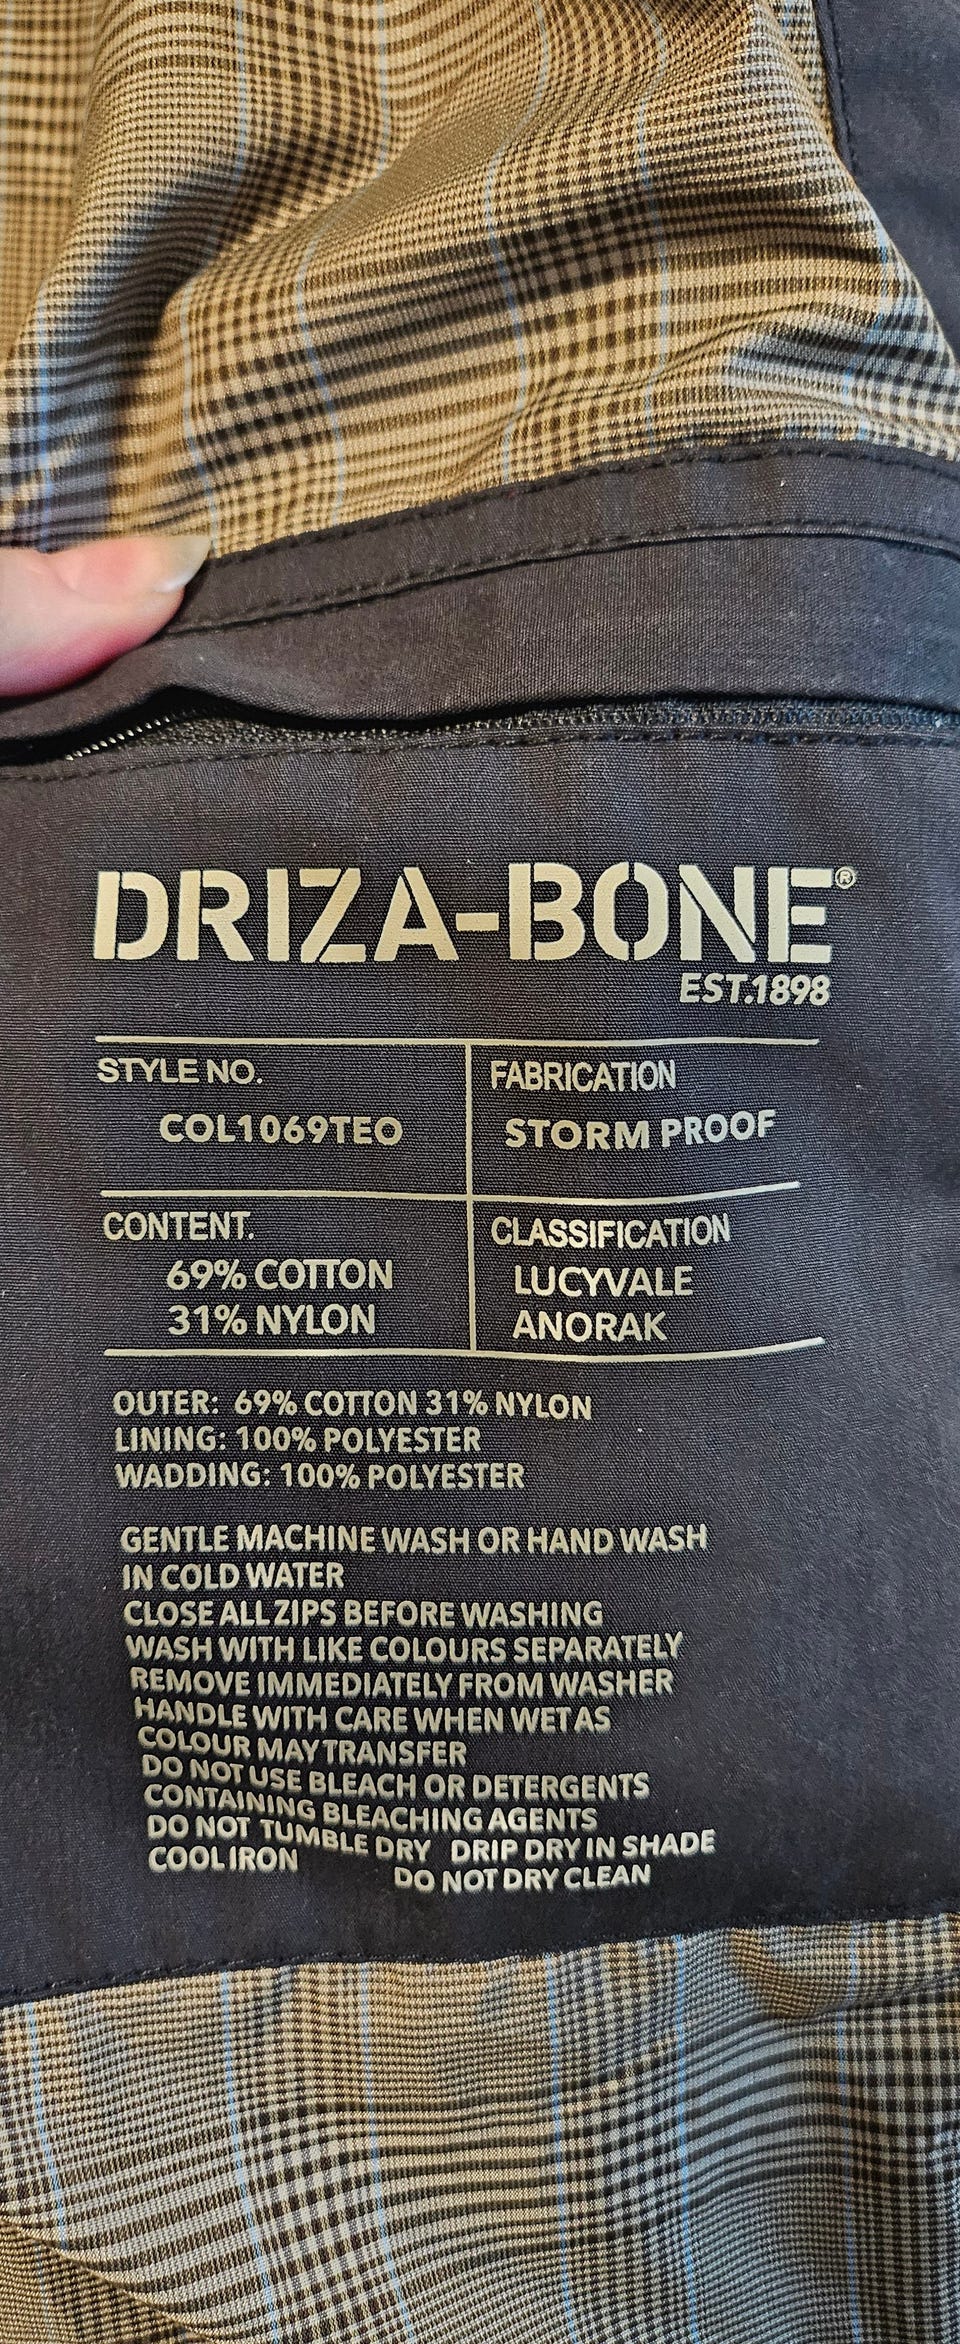 DRIZA-BONE®
EST.1898
STYLE NO.
COL1069TEO
FABRICATION
STORM PROOF
CONTENT.
69% COTTON
31% NYLON
CLASSIFICATION
LUCYVALE
ANORAK
OUTER: 69% COTTON 31% NYLON
LINING: 100% POLYESTER
WADDING: 100% POLYESTER
GENTLE MACHINE WASH OR HAND WASH
IN COLD WATER
CLOSE ALL ZIPS BEFORE WASHING
WASH WITH LIKE COLOURS SEPARATELY
REMOVE IMMEDIATELY FROM WASHER
HANDLE WITH CARE WHEN WET AS
COLOUR MAY TRANSFER
DO NOT USE BLEACH OR DETERGENTS
CONTAINING BLEACHING AGENTS
DO NOT TUMBLE DRY DRIP DRY IN SHADE
COOL IRON DO NOT DRY CLEAN